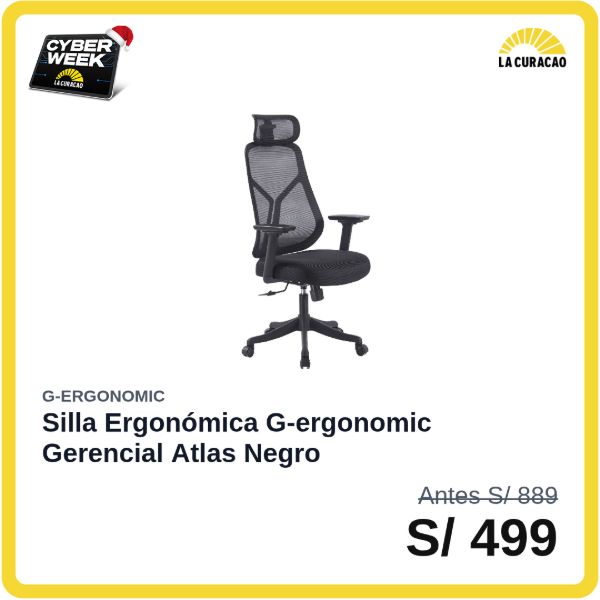 CYBER
WEEK
LA CURACAO
LA CURACAO
G-ERGONOMIC
Silla Ergonómica G-ergonomic
Gerencial Atlas Negro
Antes S/ 889
S/ 499